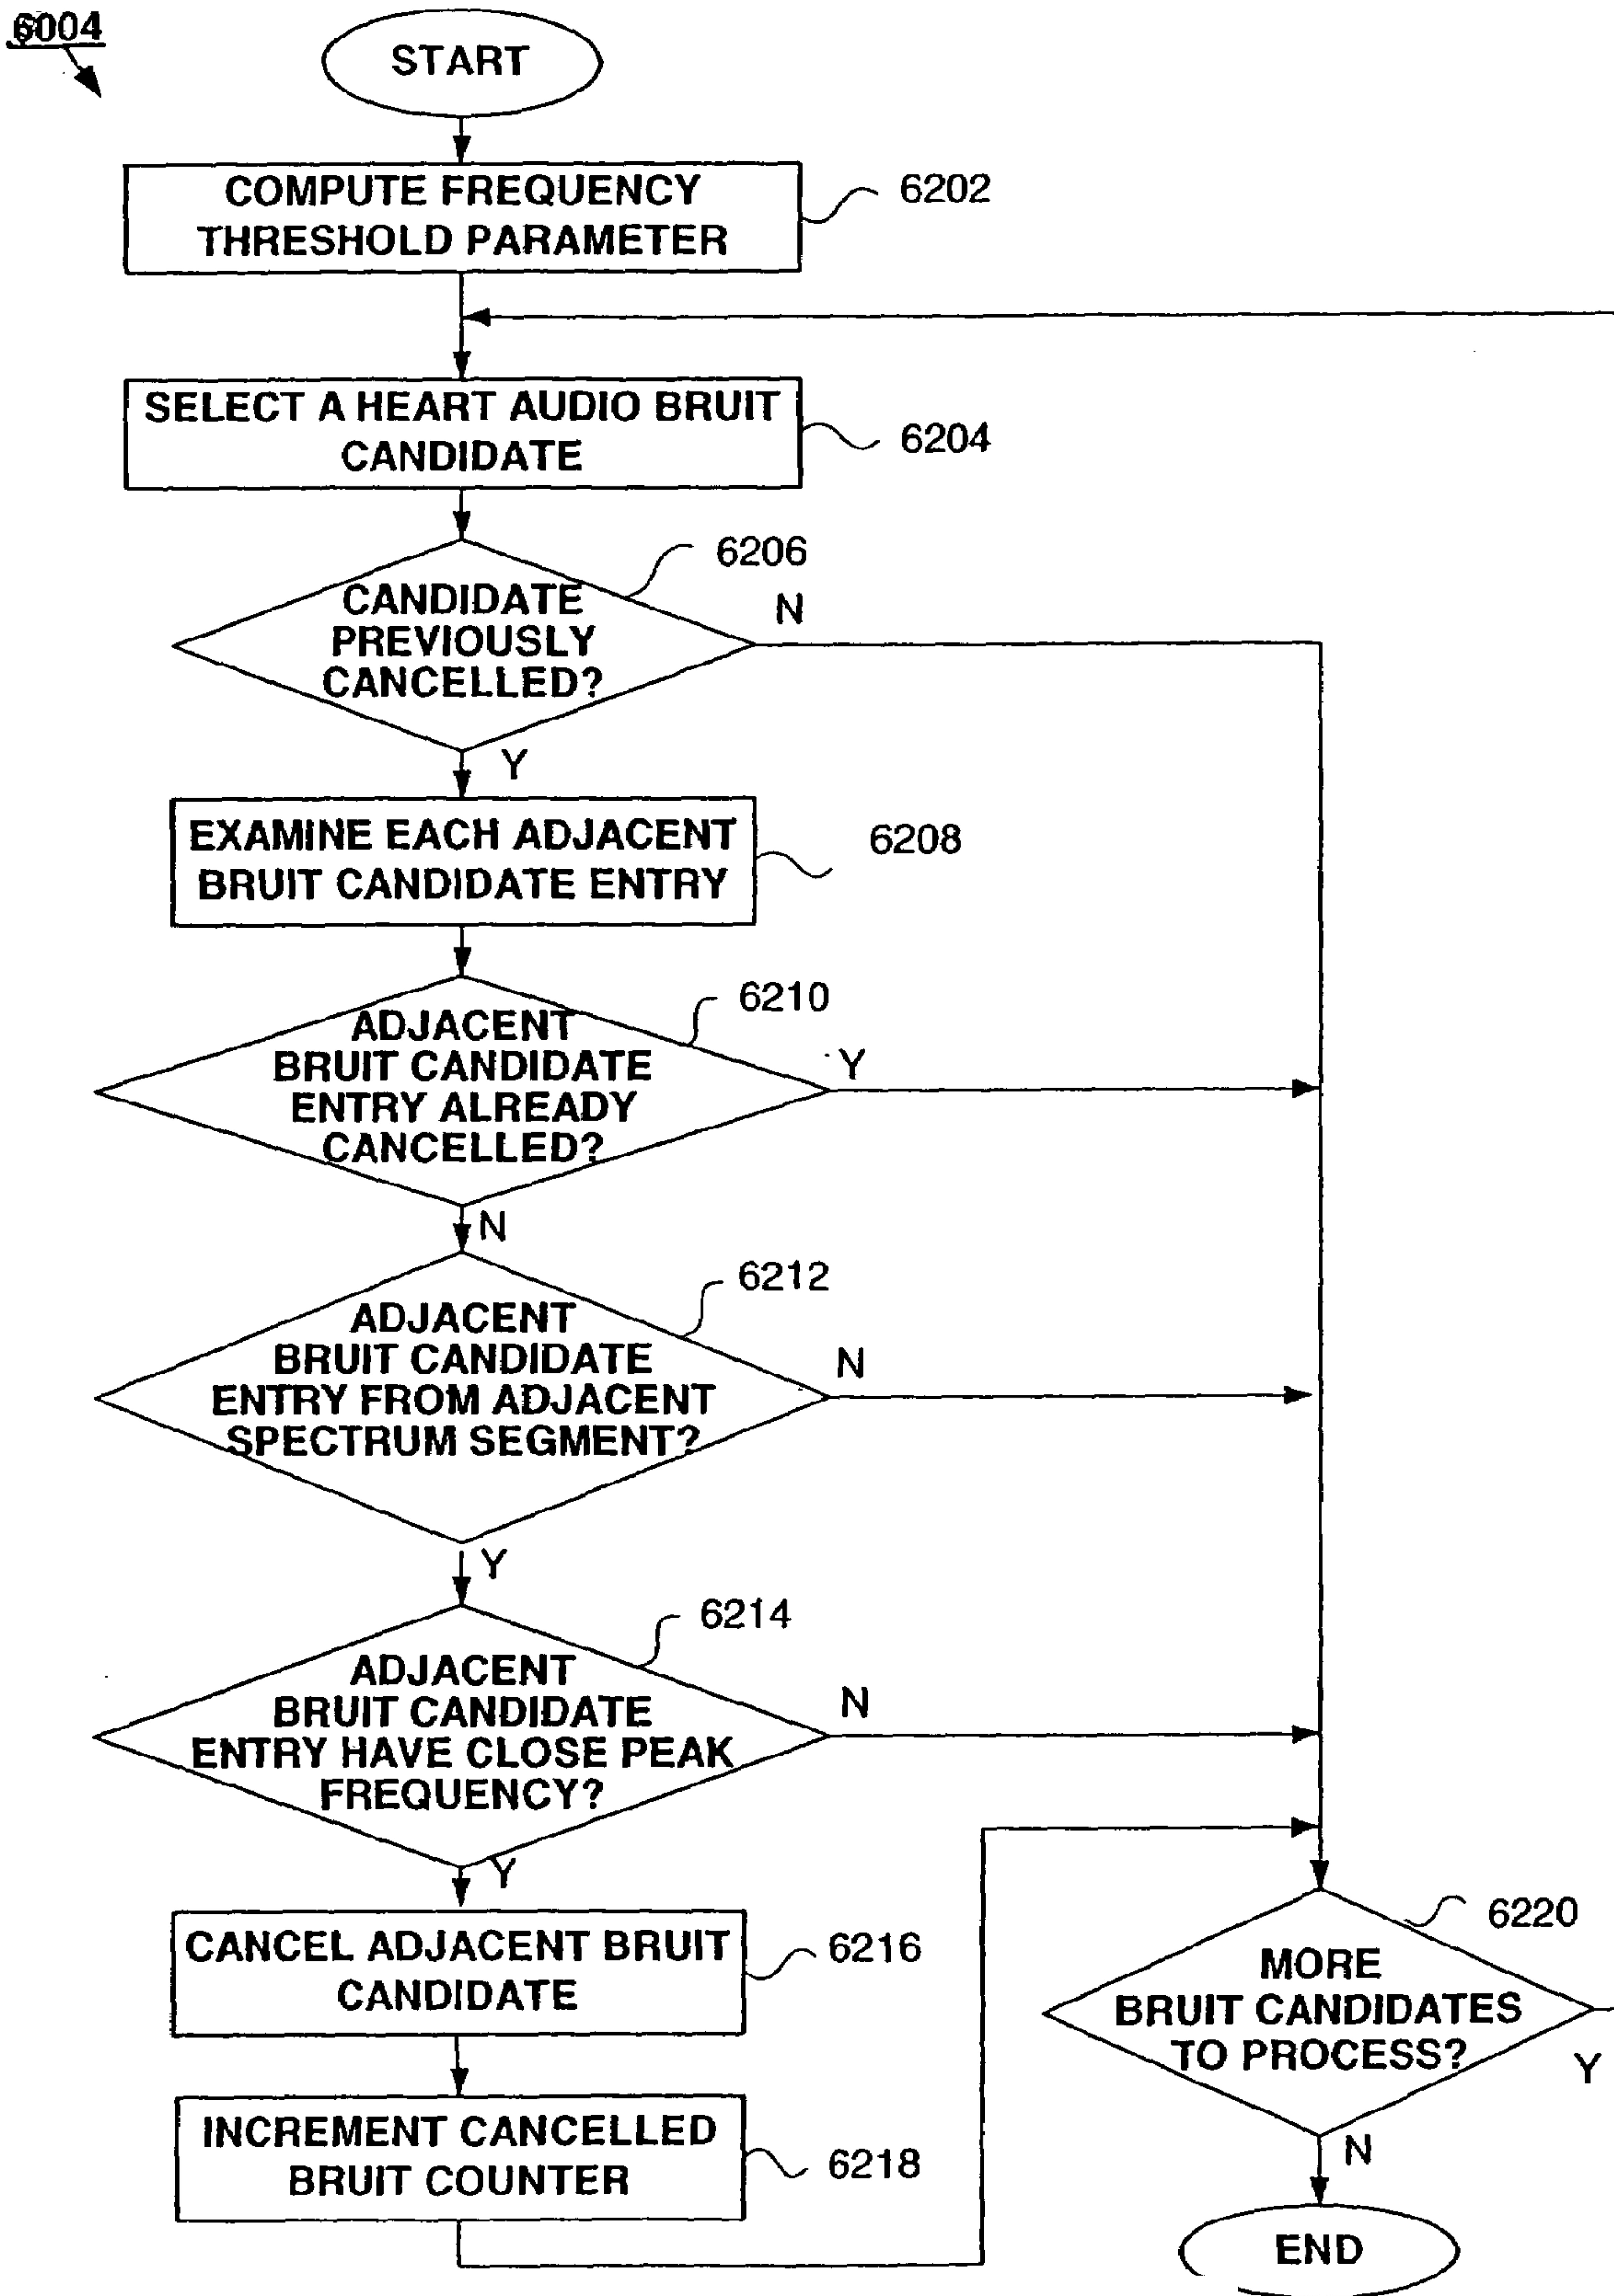 6004
START
COMPUTE FREQUENCY
THRESHOLD PARAMETER
6202
SELECT A HEART AUDIO BRUIT
CANDIDATE
6204
CANDIDATE
PREVIOUSLY
CANCELLED?
6206
N
Y
EXAMINE EACH ADJACENT
BRUIT CANDIDATE ENTRY
6208
ADJACENT
BRUIT CANDIDATE
ENTRY ALREADY
CANCELLED?
6210
Y
N
ADJACENT
BRUIT CANDIDATE
ENTRY FROM ADJACENT
SPECTRUM SEGMENT?
6212
N
Y
ADJACENT
BRUIT CANDIDATE
ENTRY HAVE CLOSE PEAK
FREQUENCY?
6214
N
Y
CANCEL ADJACENT BRUIT
CANDIDATE
6216
INCREMENT CANCELLED
BRUIT COUNTER
6218
MORE
BRUIT CANDIDATES
TO PROCESS?
6220
Y
N
END